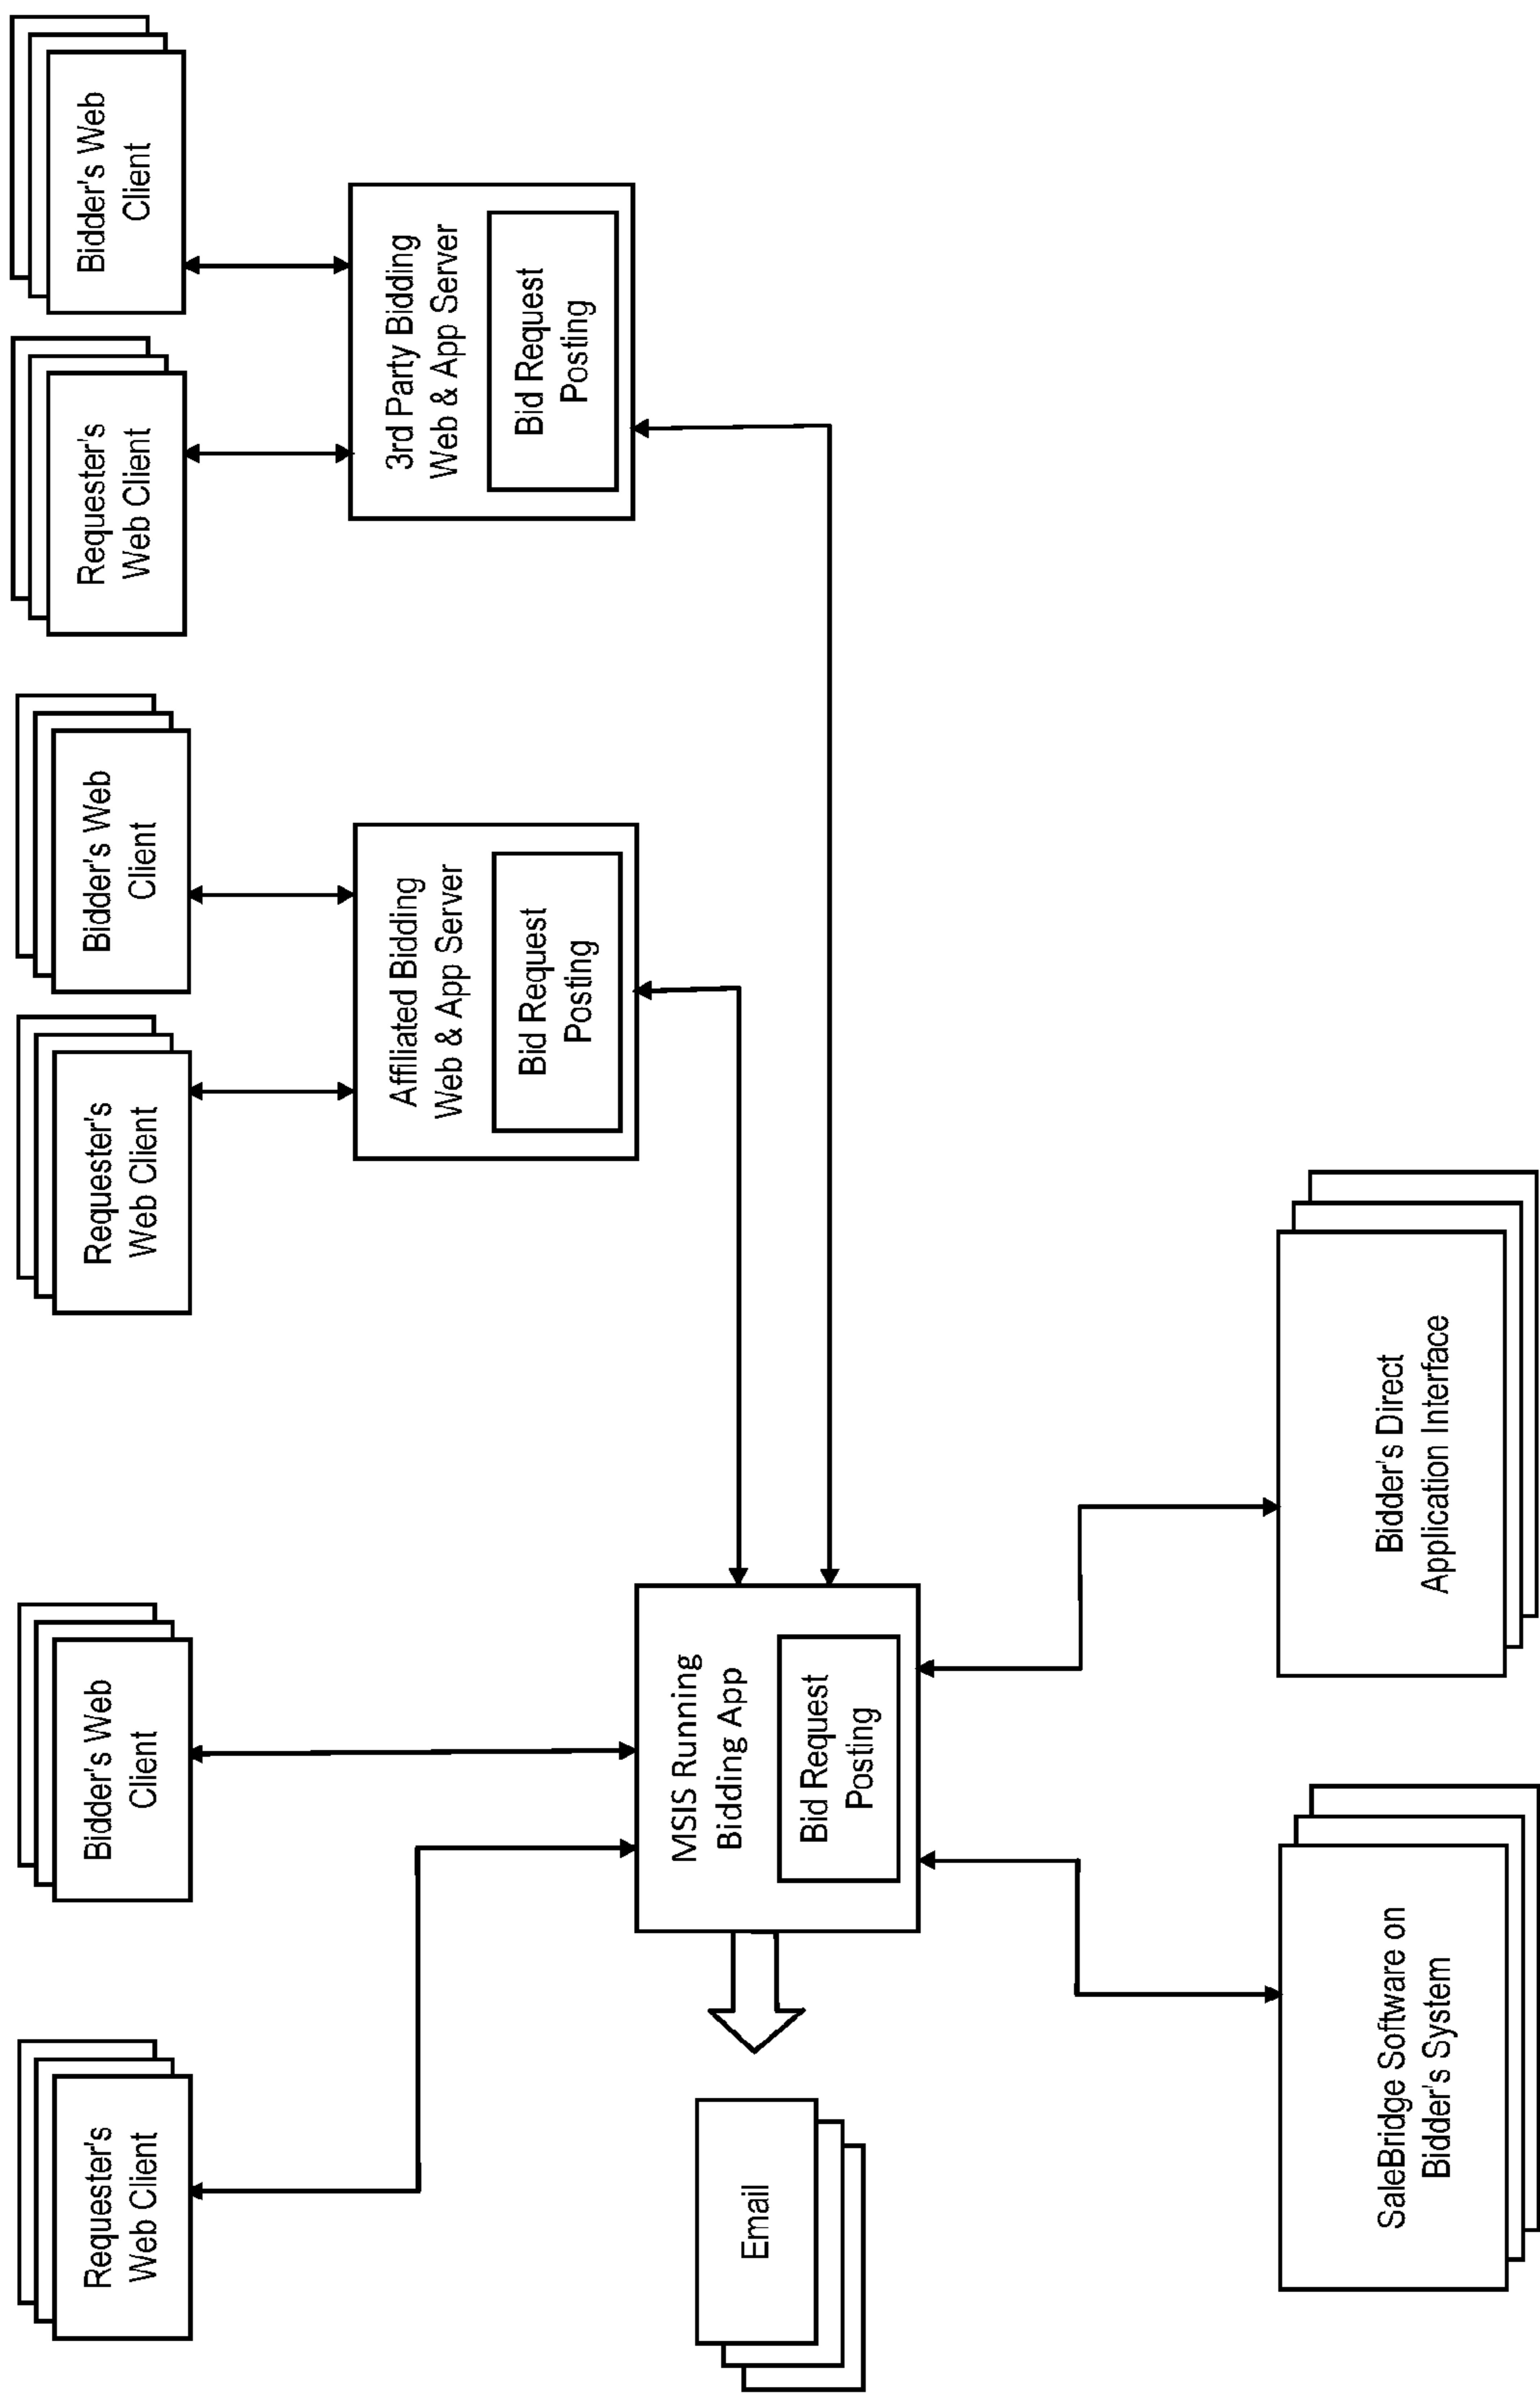 Requester's
Web Client
Bidder's Web
Client
Requester's
Web Client
Bidder's Web
Client
Requester's
Web Client
Bidder's Web
Client
Affiliated Bidding
Web & App Server
Bid Request
Posting
3rd Party Bidding
Web & App Server
Bid Request
Posting
Email
MSIS Running
Bidding App
Bid Request
Posting
SaleBridge Software on
Bidder's System
Bidder's Direct
Application Interface